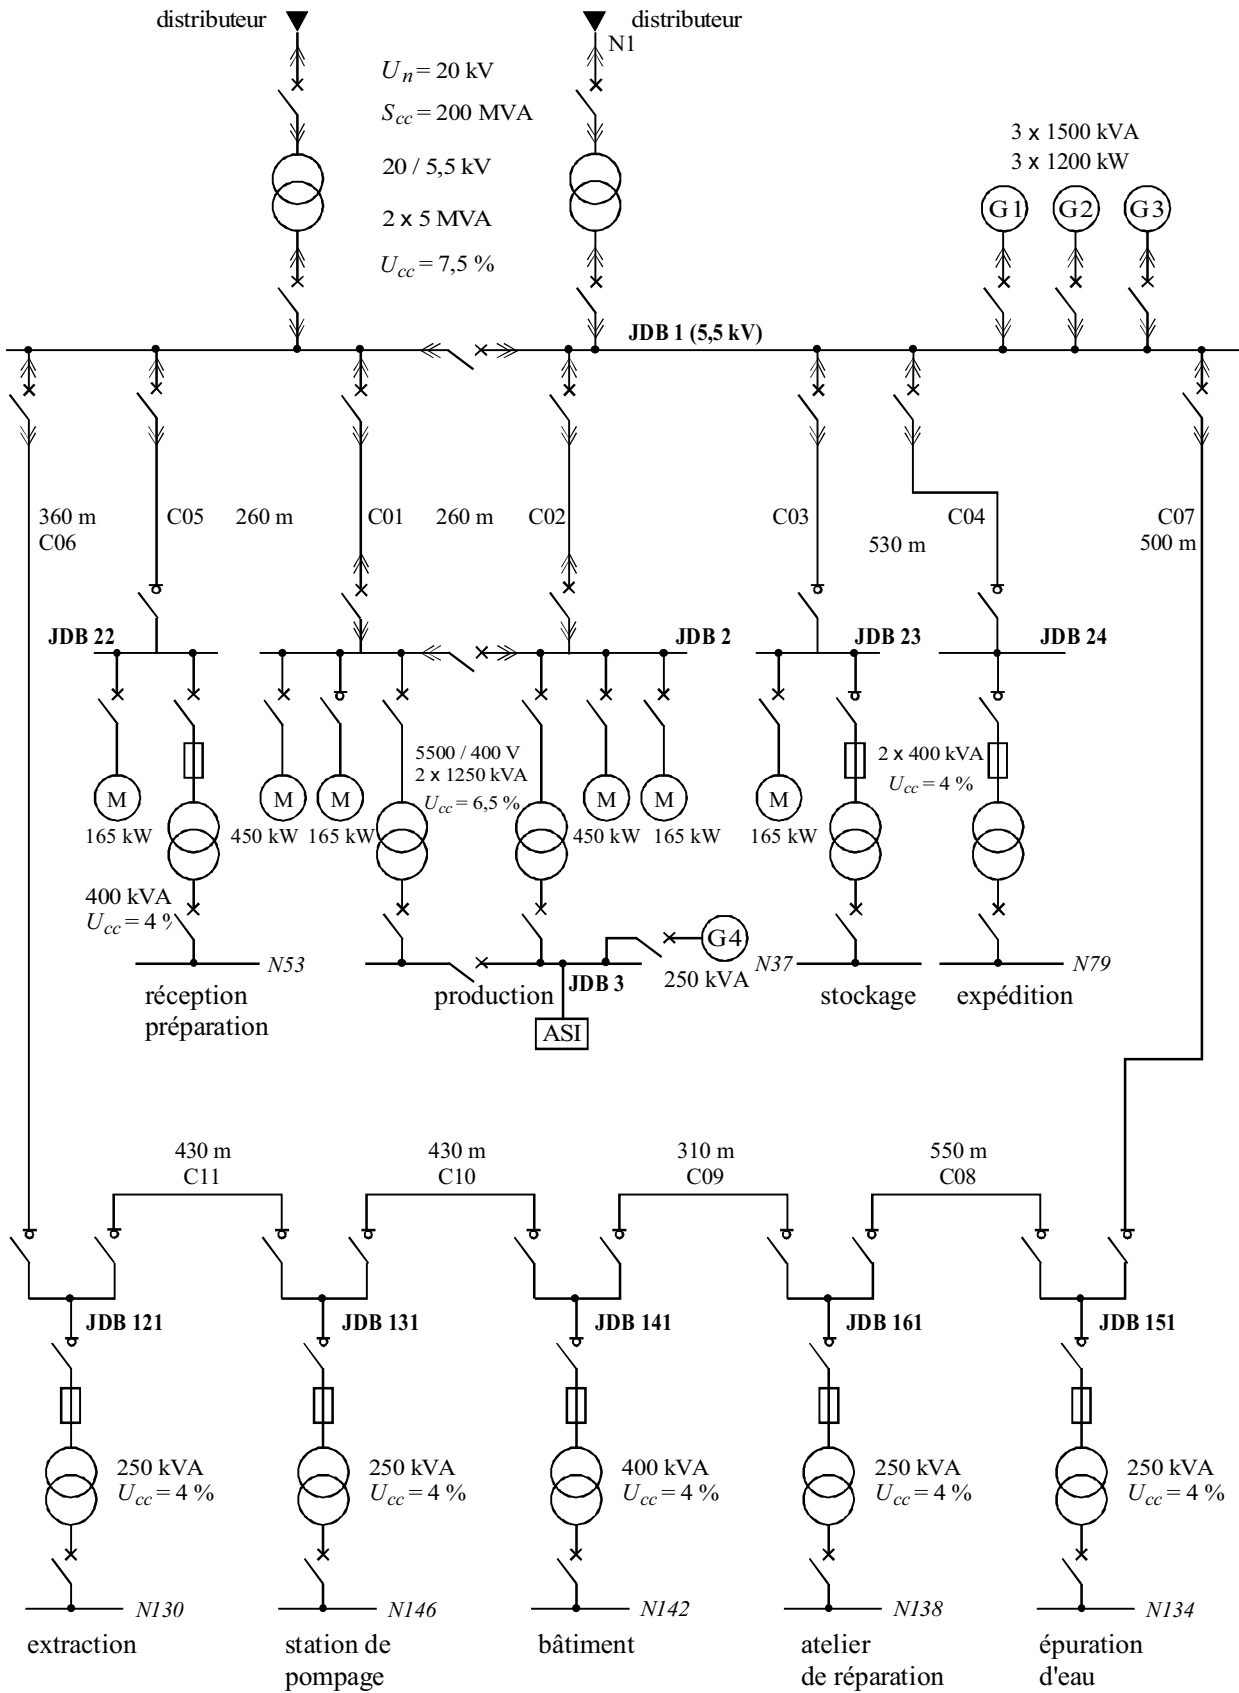 distributeur
distributeur
N1
U_n = 20 kV
S_cc = 200 MVA
20 / 5,5 kV
2 x 5 MVA
U_cc = 7,5 %
3 x 1500 kVA
3 x 1200 kW
G1
G2
G3
JDB 1 (5,5 kV)
360 m
C06
C05
260 m
C01
260 m
C02
C03
530 m
C04
C07
500 m
JDB 22
JDB 2
JDB 23
JDB 24
5500 / 400 V
2 x 1250 kVA
U_cc = 6,5 %
2 x 400 kVA
U_cc = 4 %
M
M
M
M
M
M
165 kW
450 kW
165 kW
450 kW
165 kW
165 kW
400 kVA
U_cc = 4 %
G4
250 kVA
N53
JDB 3
N37
N79
réception
préparation
production
stockage
expédition
ASI
430 m
C11
430 m
C10
310 m
C09
550 m
C08
JDB 121
JDB 131
JDB 141
JDB 161
JDB 151
250 kVA
U_cc = 4 %
250 kVA
U_cc = 4 %
400 kVA
U_cc = 4 %
250 kVA
U_cc = 4 %
250 kVA
U_cc = 4 %
N130
N146
N142
N138
N134
extraction
station de
pompage
bâtiment
atelier
de réparation
épuration
d'eau